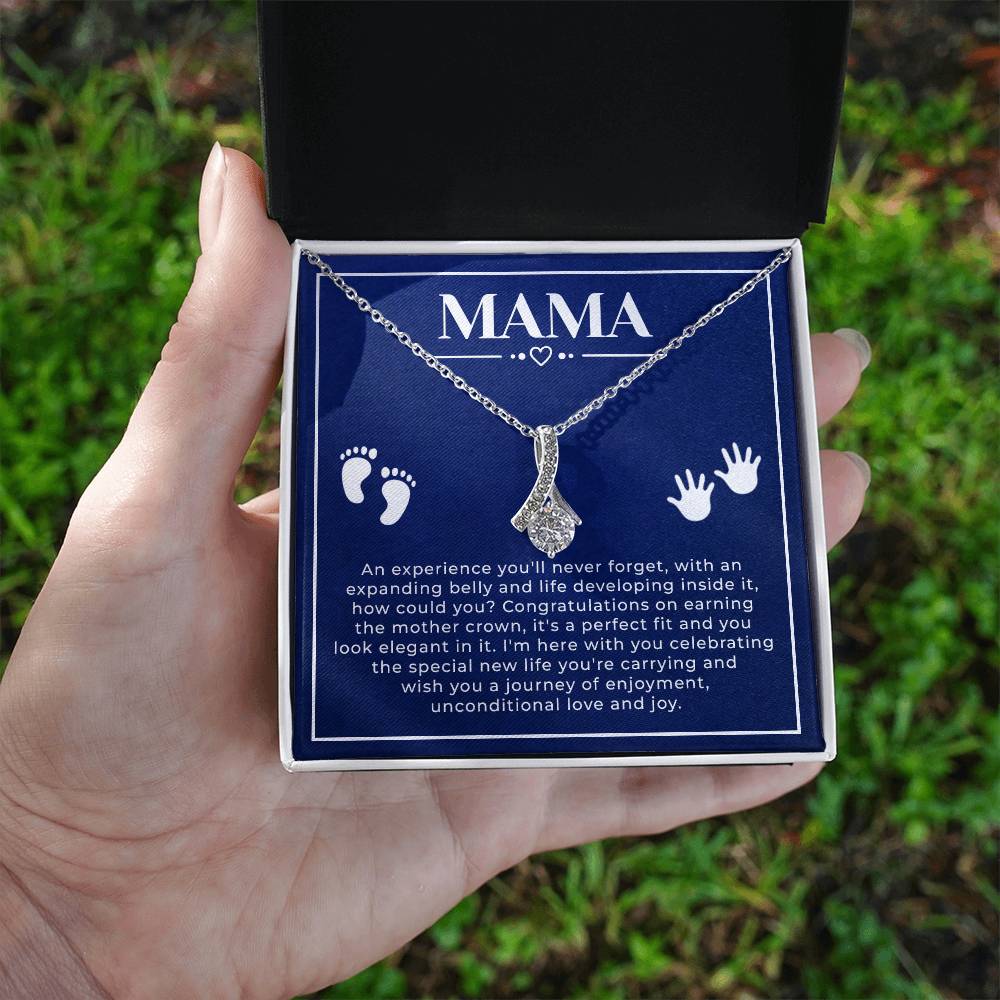 MAMA
An experience you'll never forget, with an
expanding belly and life developing inside it,
how could you? Congratulations on earning
the mother crown, it's a perfect fit and you
look elegant in it. I'm here with you celebrating
the special new life you're carrying and
wish you a journey of enjoyment,
unconditional love and joy.